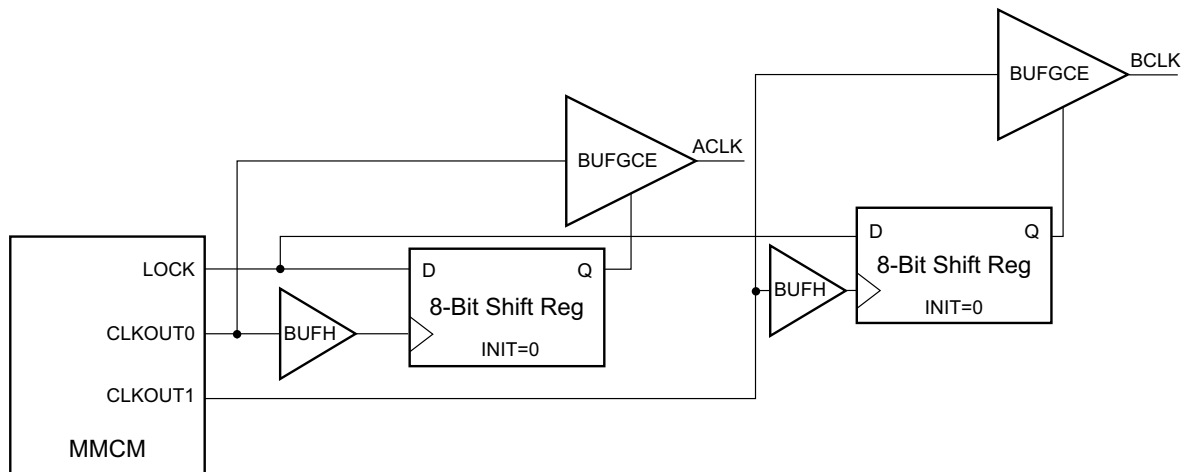 BUFGCE
BCLK
BUFGCE
ACLK
LOCK
D
Q
8-Bit Shift Reg
INIT=0
D
Q
8-Bit Shift Reg
INIT=0
BUFH
CLKOUT0
BUFH
CLKOUT1
MMCM